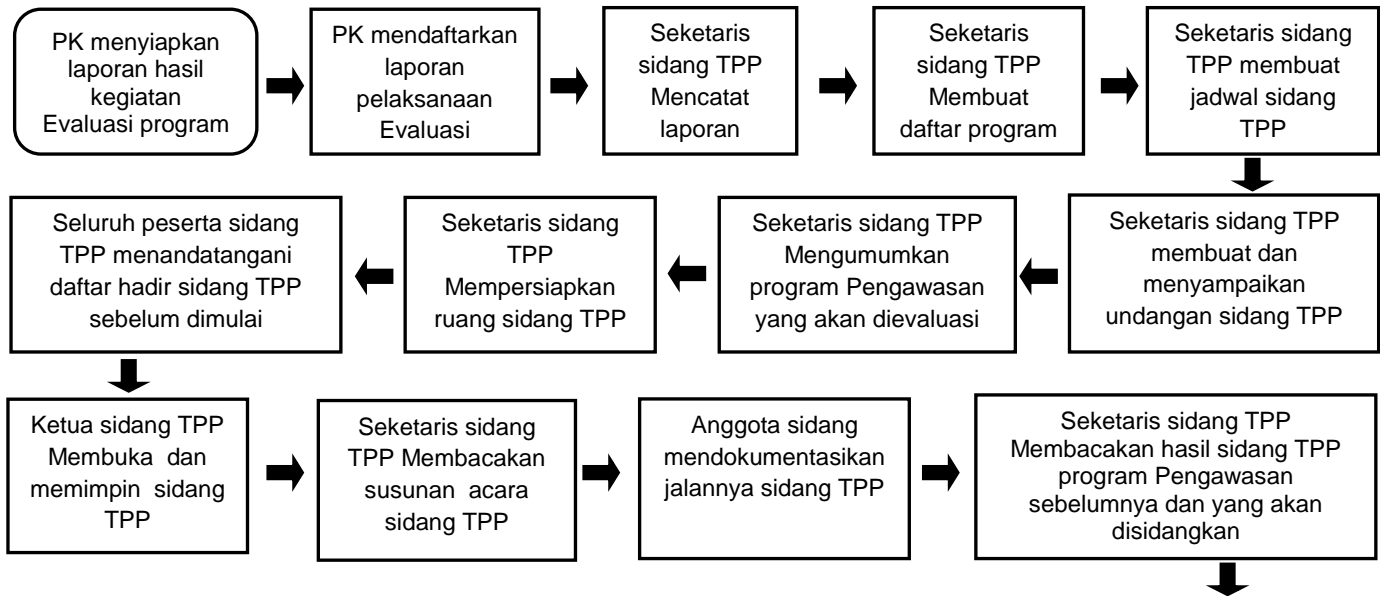 PK menyiapkan
laporan hasil
kegiatan
Evaluasi program
PK mendaftarkan
laporan
pelaksanaan
Evaluasi
Seketaris
sidang TPP
Mencatat
laporan
Seketaris
sidang TPP
Membuat
daftar program
Seketaris sidang
TPP membuat
jadwal sidang
TPP
Seketaris sidang TPP
membuat dan
menyampaikan
undangan sidang TPP
Seketaris sidang TPP
Mengumumkan
program Pengawasan
yang akan dievaluasi
Seketaris sidang
TPP
Mempersiapkan
ruang sidang TPP
Seluruh peserta sidang
TPP menandatangani
daftar hadir sidang TPP
sebelum dimulai
Ketua sidang TPP
Membuka dan
memimpin sidang
TPP
Seketaris sidang
TPP Membacakan
susunan acara
sidang TPP
Anggota sidang
mendokumentasikan
jalannya sidang TPP
Seketaris sidang TPP
Membacakan hasil sidang TPP
program Pengawasan
sebelumnya dan yang akan
disidangkan